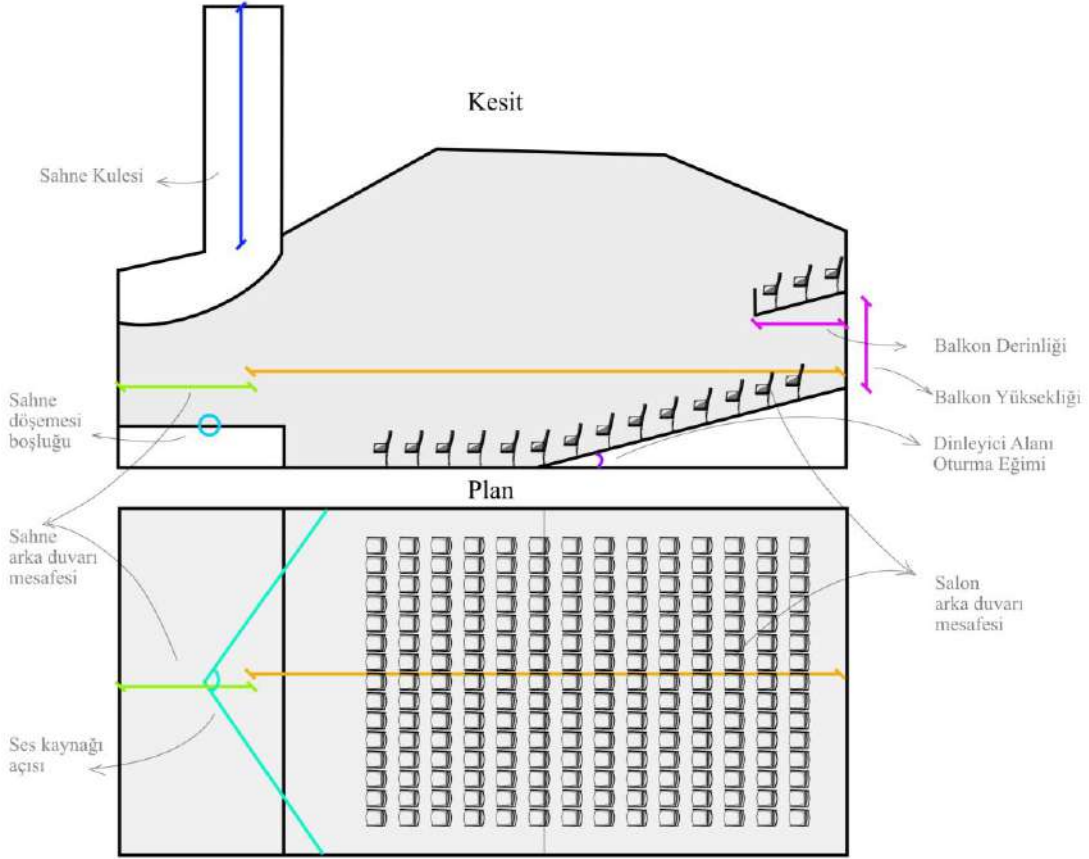 Kesit
Sahne Kulesi
Balkon Derinliği
Balkon Yüksekliği
Sahne
döşemesi
boşluğu
Dinleyici Alanı
Oturma Eğimi
Plan
Sahne
arka duvarı
mesafesi
Salon
arka duvarı
mesafesi
Ses kaynağı
açısı